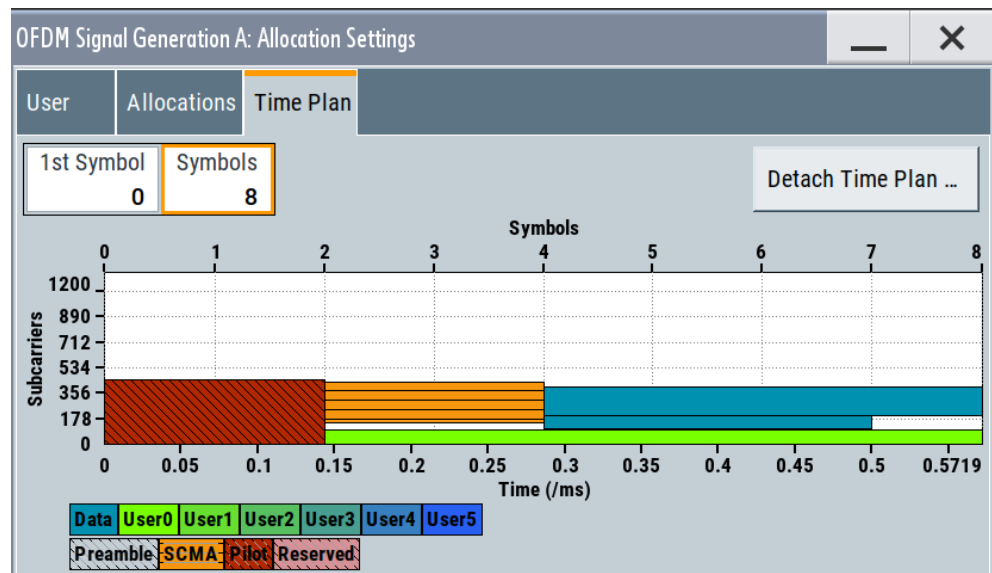 OFDM Signal Generation A: Allocation Settings
User Allocations Time Plan
1st Symbol Symbols
0 8
Detach Time Plan ...
Symbols
0 1 2 3 4 5 6 7 8
Subcarriers
1200
890
712
534
356
178
0
0 0.05 0.1 0.15 0.2 0.25 0.3 0.35 0.4 0.45 0.5 0.5719
Time (/ms)
Data User0 User1 User2 User3 User4 User5
Preamble SCMA Pilot Reserved